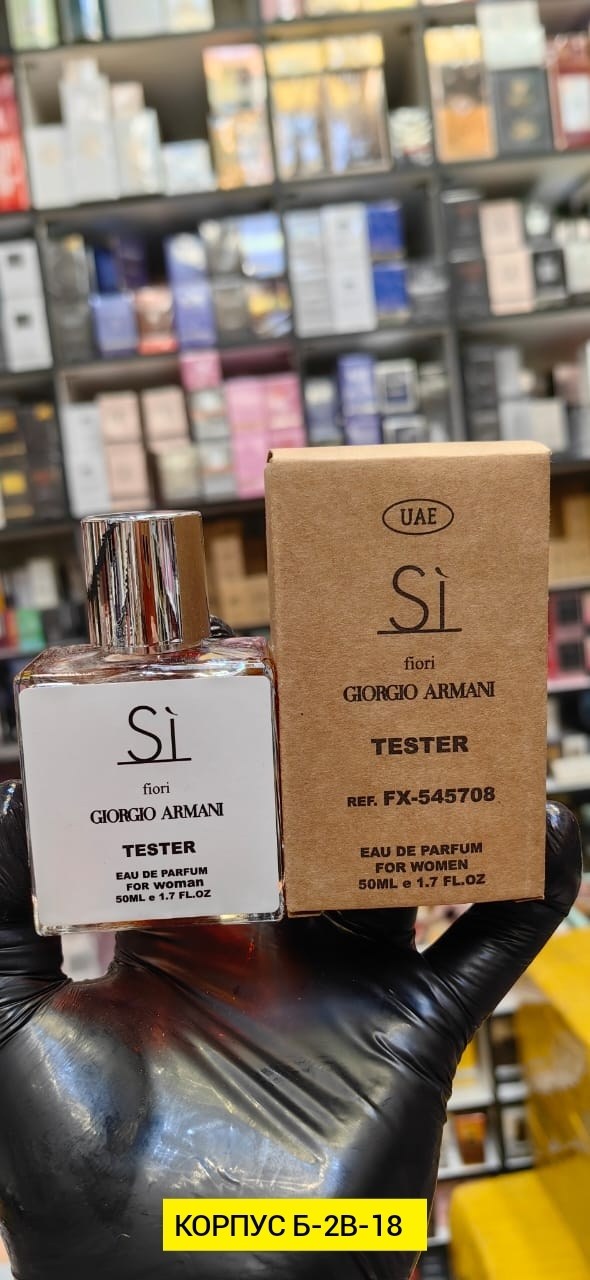 UAE
Sì
fiori
GIORGIO ARMANI
TESTER
REF. FX-545708
EAU DE PARFUM
FOR WOMEN
50ML e 1.7 FL.OZ
Sì
fiori
GIORGIO ARMANI
TESTER
EAU DE PARFUM
FOR woman
50ML e 1.7 FL.OZ
КОРПУС Б-2В-18